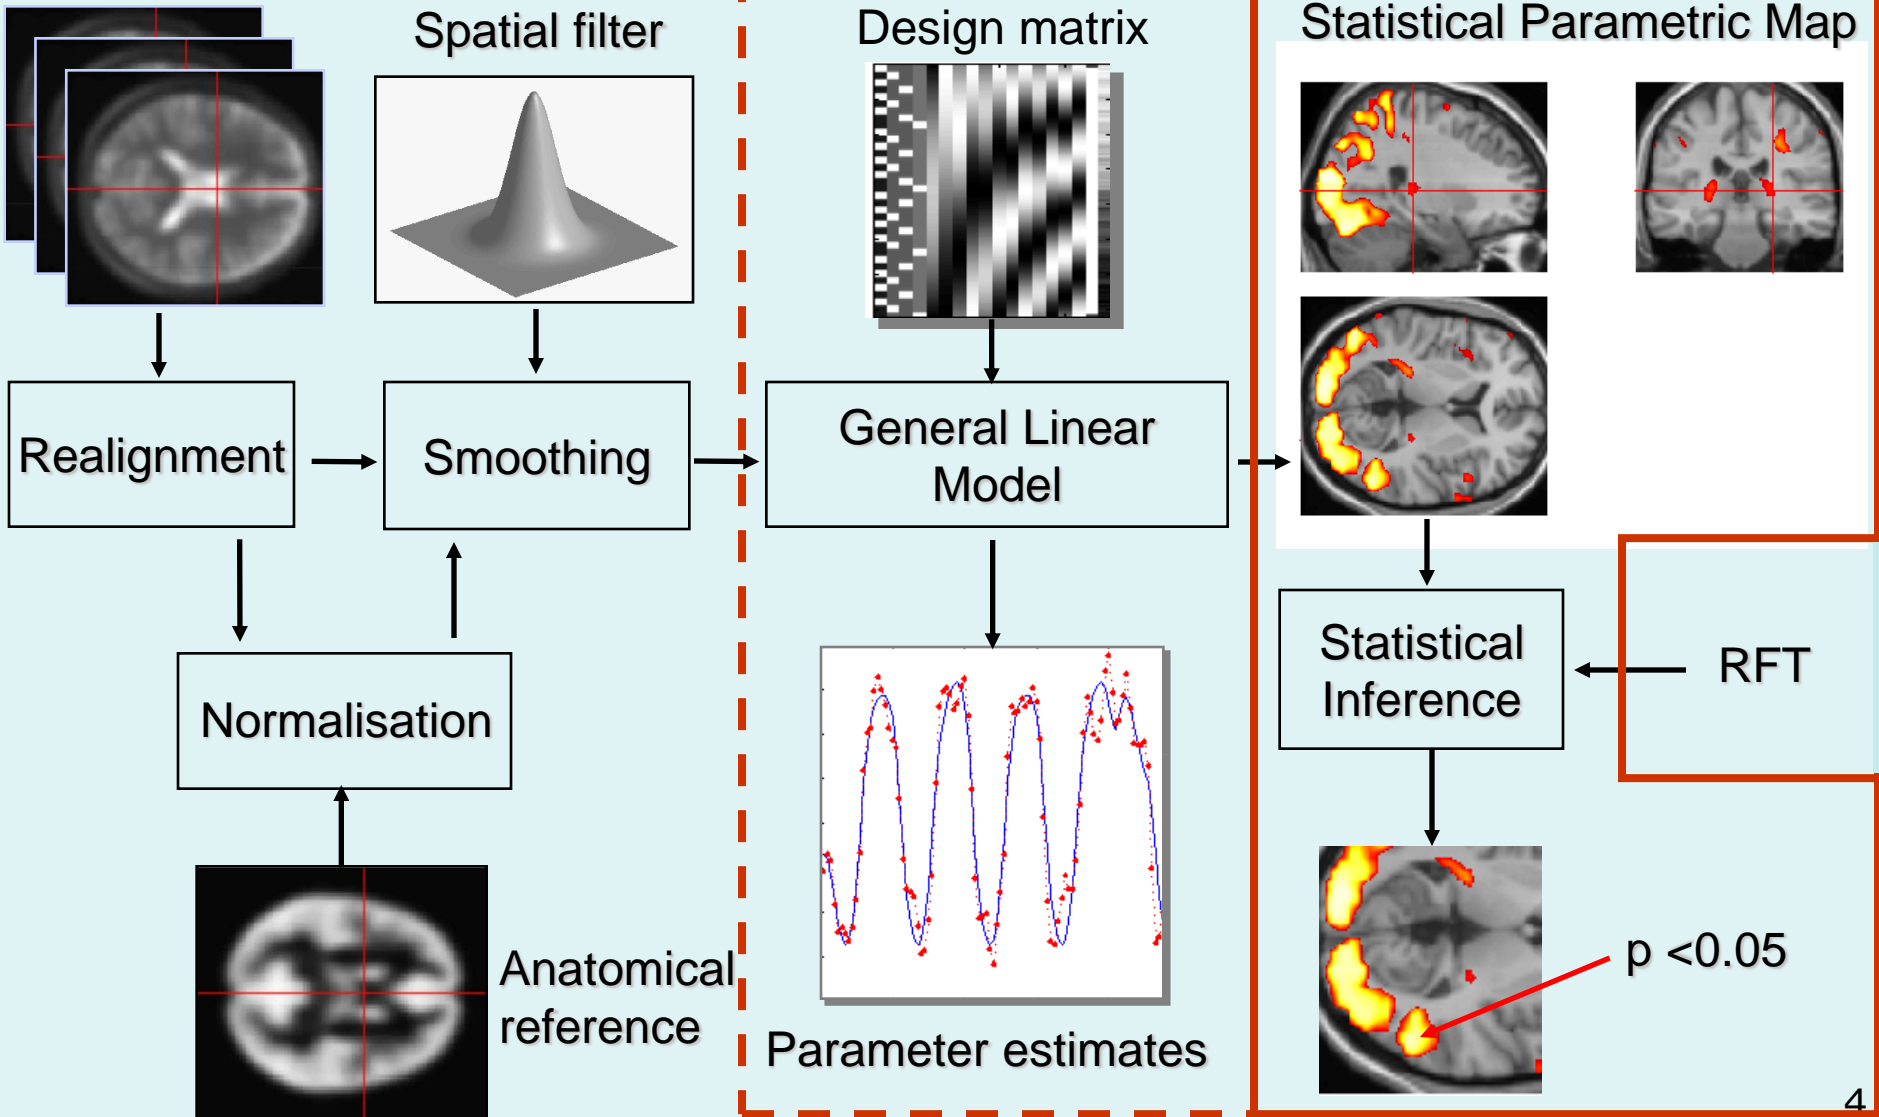 Spatial filter
Design matrix
Statistical Parametric Map
Realignment
Smoothing
General Linear
Model
Statistical
Inference
RFT
Normalisation
Anatomical
reference
Parameter estimates
p <0.05
4